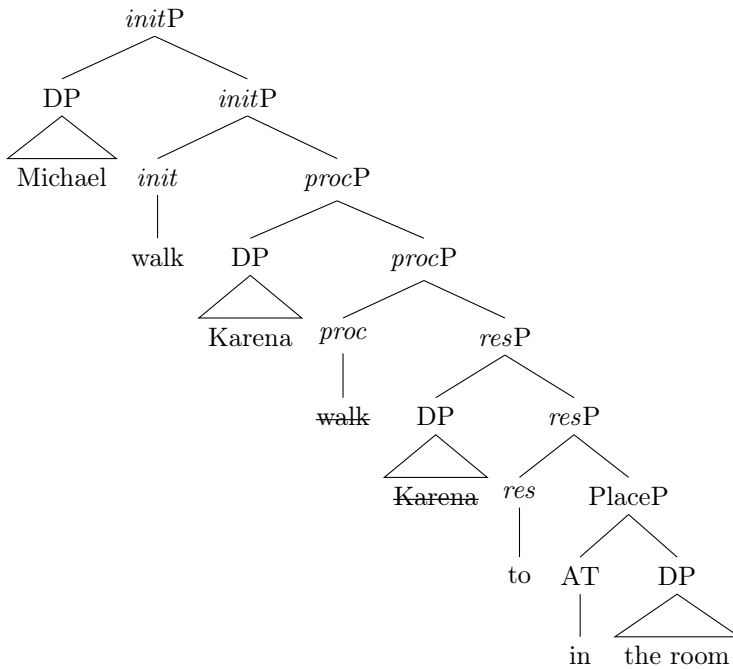 initP
DP initP
Michael init procP
walk DP procP
Karena proc resP
walk DP resP
Karena res PlaceP
to AT DP
in the room